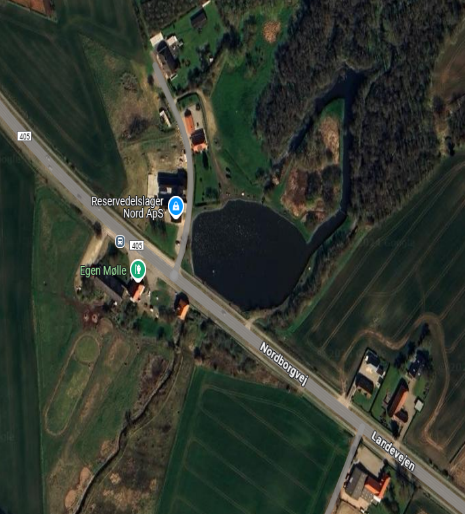 405
Reservedelslager
Nord ApS
405
Egen Mølle
Nordborgvej
Landevejen